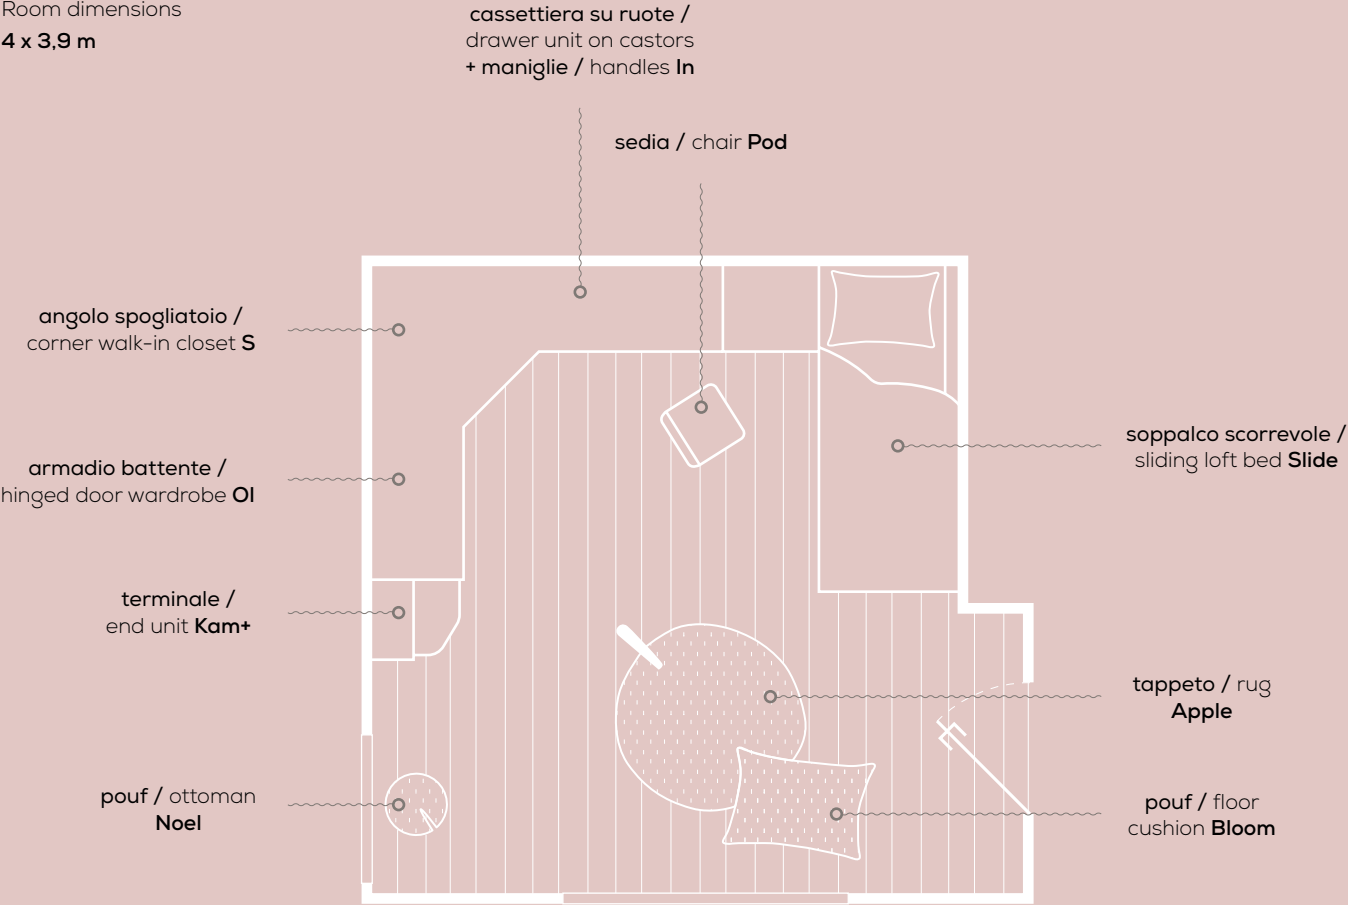 Room dimensions
4 x 3,9 m
cassettiera su ruote /
drawer unit on castors
+ maniglie / handles In
sedia / chair Pod
angolo spogliatoio /
corner walk-in closet S
armadio battente /
hinged door wardrobe Ol
terminale /
end unit Kam+
pouf / ottoman
Noel
soppalco scorrevole /
sliding loft bed Slide
tappeto / rug
Apple
pouf / floor
cushion Bloom